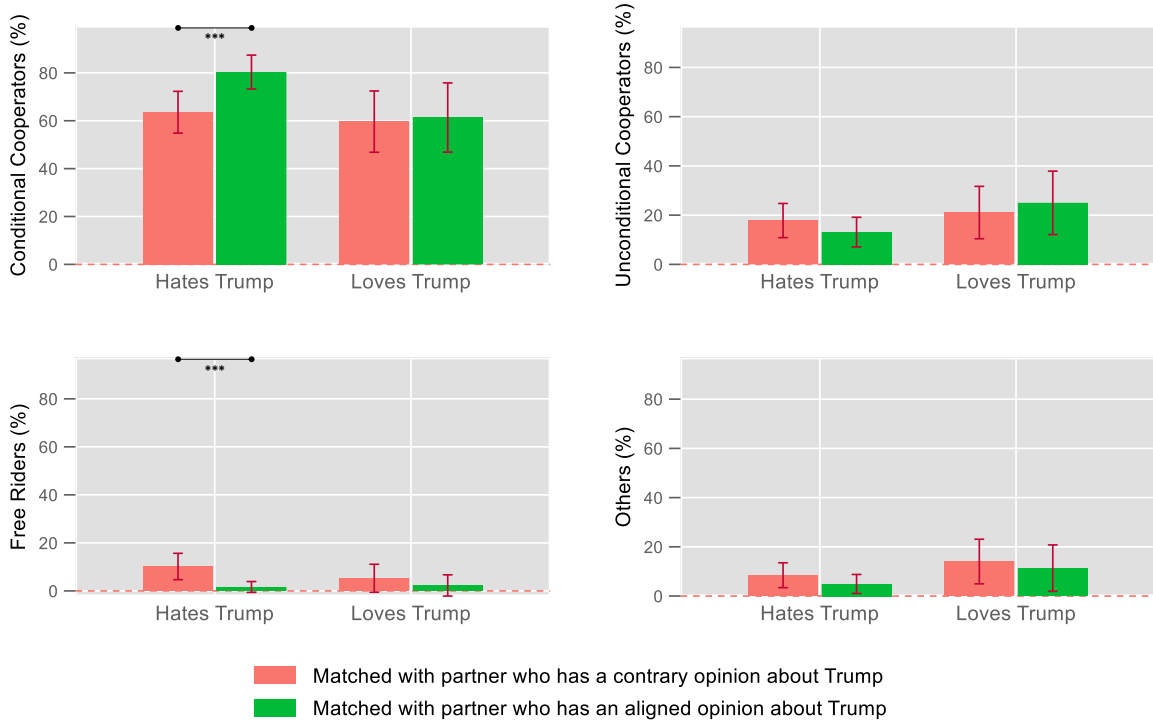 Conditional Cooperators (%)
80
60
40
20
0
***
Hates Trump
Loves Trump
Unconditional Cooperators (%)
80
60
40
20
0
Hates Trump
Loves Trump
Free Riders (%)
80
60
40
20
0
***
Hates Trump
Loves Trump
Others (%)
80
60
40
20
0
Hates Trump
Loves Trump
Matched with partner who has a contrary opinion about Trump
Matched with partner who has an aligned opinion about Trump